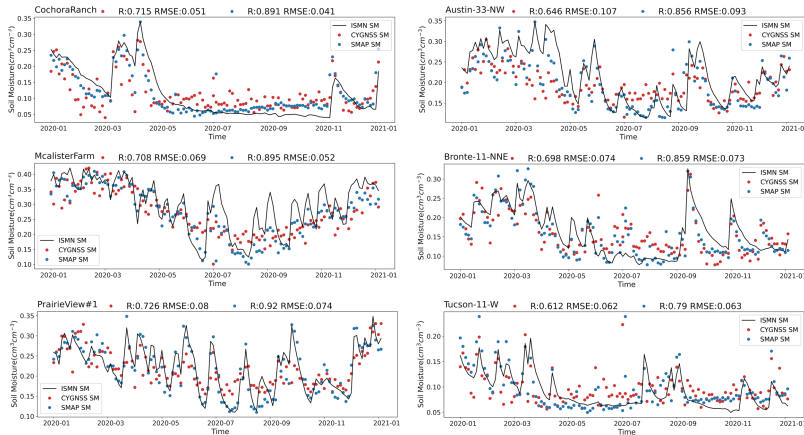 CochoraRanch R:0.715 RMSE:0.051 R:0.891 RMSE:0.041
Soil Moisture(cm³cm⁻³)
0.35
0.30
0.25
0.20
0.15
0.10
0.05
ISMN SM
CYGNSS SM
SMAP SM
2020-01 2020-03 2020-05 2020-07 2020-09 2020-11 2021-01
Time
Austin-33-NW R:0.646 RMSE:0.107 R:0.856 RMSE:0.093
Soil Moisture(cm³cm⁻³)
0.35
0.30
0.25
0.20
0.15
ISMN SM
CYGNSS SM
SMAP SM
2020-01 2020-03 2020-05 2020-07 2020-09 2020-11 2021-01
Time
McalisterFarm R:0.708 RMSE:0.069 R:0.895 RMSE:0.052
Soil Moisture(cm³cm⁻³)
0.40
0.35
0.30
0.25
0.20
0.15
0.10
ISMN SM
CYGNSS SM
SMAP SM
2020-01 2020-03 2020-05 2020-07 2020-09 2020-11 2021-01
Time
Bronte-11-NNE R:0.698 RMSE:0.074 R:0.859 RMSE:0.073
Soil Moisture(cm³cm⁻³)
0.30
0.25
0.20
0.15
0.10
ISMN SM
CYGNSS SM
SMAP SM
2020-01 2020-03 2020-05 2020-07 2020-09 2020-11 2021-01
Time
PrairieView#1 R:0.726 RMSE:0.08 R:0.92 RMSE:0.074
Soil Moisture(cm³cm⁻³)
0.35
0.30
0.25
0.20
0.15
0.10
ISMN SM
CYGNSS SM
SMAP SM
2020-01 2020-03 2020-05 2020-07 2020-09 2020-11 2021-01
Time
Tucson-11-W R:0.612 RMSE:0.062 R:0.79 RMSE:0.063
Soil Moisture(cm³cm⁻³)
0.25
0.20
0.15
0.10
0.05
ISMN SM
CYGNSS SM
SMAP SM
2020-01 2020-03 2020-05 2020-07 2020-09 2020-11 2021-01
Time